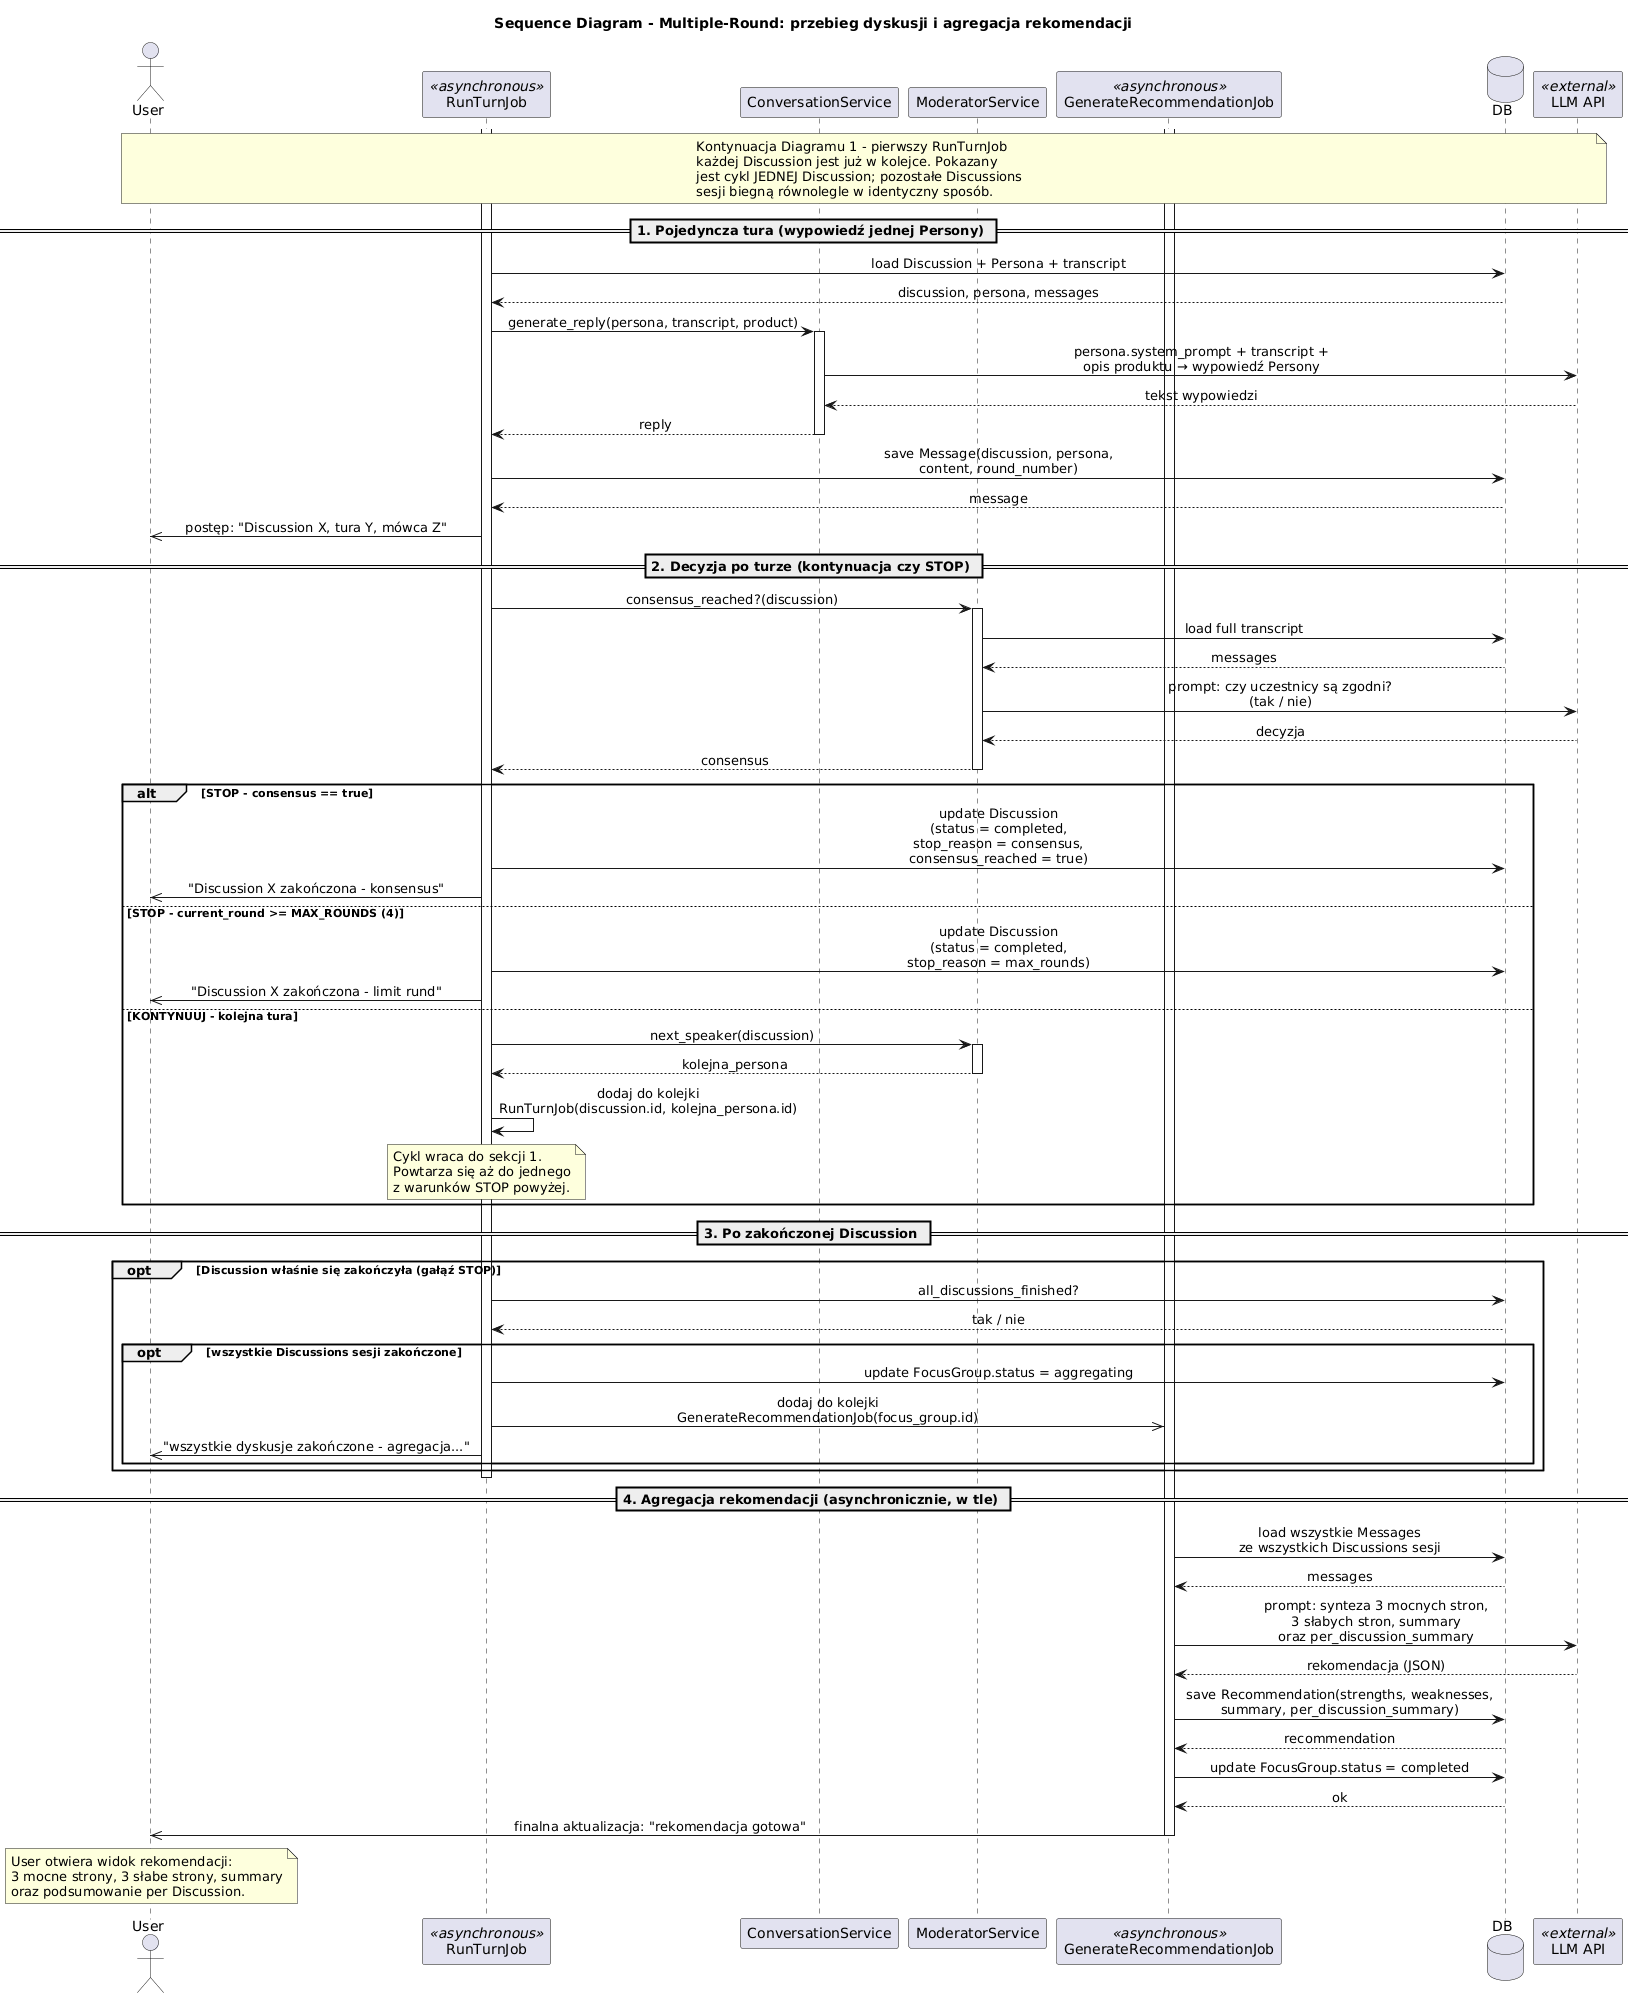 Sequence Diagram - Multiple-Round: przebieg dyskusji i agregacja rekomendacji
User
«asynchronous»
RunTurnJob
ConversationService
ModeratorService
«asynchronous»
GenerateRecommendationJob
DB
«external»
LLM API
Kontynuacja Diagramu 1 - pierwszy RunTurnJob
każdej Discussion jest już w kolejce. Pokazany
jest cykl JEDNEJ Discussion; pozostałe Discussions
sesji biegną równolegle w identyczny sposób.
1. Pojedyncza tura (wypowiedź jednej Persony)
load Discussion + Persona + transcript
discussion, persona, messages
generate_reply(persona, transcript, product)
persona.system_prompt + transcript +
opis produktu → wypowiedź Persony
tekst wypowiedzi
reply
save Message(discussion, persona,
content, round_number)
message
postęp: "Discussion X, tura Y, mówca Z"
2. Decyzja po turze (kontynuacja czy STOP)
consensus_reached?(discussion)
load full transcript
messages
prompt: czy uczestnicy są zgodni?
(tak / nie)
decyzja
consensus
alt [STOP - consensus == true]
update Discussion
(status = completed,
stop_reason = consensus,
consensus_reached = true)
"Discussion X zakończona - konsensus"
[STOP - current_round >= MAX_ROUNDS (4)]
update Discussion
(status = completed,
stop_reason = max_rounds)
"Discussion X zakończona - limit rund"
[KONTYNUUJ - kolejna tura]
next_speaker(discussion)
kolejna_persona
dodaj do kolejki
RunTurnJob(discussion.id, kolejna_persona.id)
Cykl wraca do sekcji 1.
Powtarza się aż do jednego
z warunków STOP powyżej.
3. Po zakończonej Discussion
opt [Discussion właśnie się zakończyła (gałąź STOP)]
all_discussions_finished?
tak / nie
opt [wszystkie Discussions sesji zakończone]
update FocusGroup.status = aggregating
dodaj do kolejki
GenerateRecommendationJob(focus_group.id)
"wszystkie dyskusje zakończone - agregacja..."
4. Agregacja rekomendacji (asynchronicznie, w tle)
load wszystkie Messages
ze wszystkich Discussions sesji
messages
prompt: synteza 3 mocnych stron,
3 słabych stron, summary
oraz per_discussion_summary
rekomendacja (JSON)
save Recommendation(strengths, weaknesses,
summary, per_discussion_summary)
recommendation
update FocusGroup.status = completed
ok
finalna aktualizacja: "rekomendacja gotowa"
User otwiera widok rekomendacji:
3 mocne strony, 3 słabe strony, summary
oraz podsumowanie per Discussion.
User
«asynchronous»
RunTurnJob
ConversationService
ModeratorService
«asynchronous»
GenerateRecommendationJob
DB
«external»
LLM API